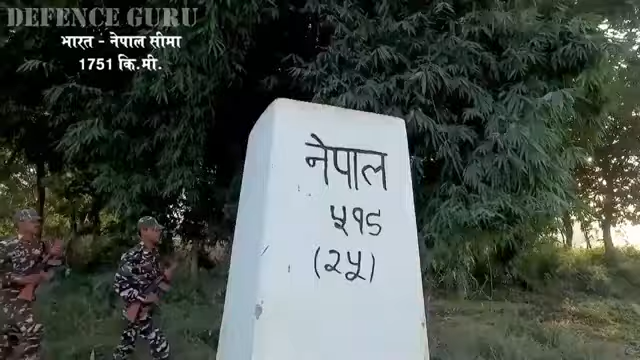 DEFENCE GURU
भारत - नेपाल सीमा
1751 कि.मी.
नेपाल
५१८
(२५)